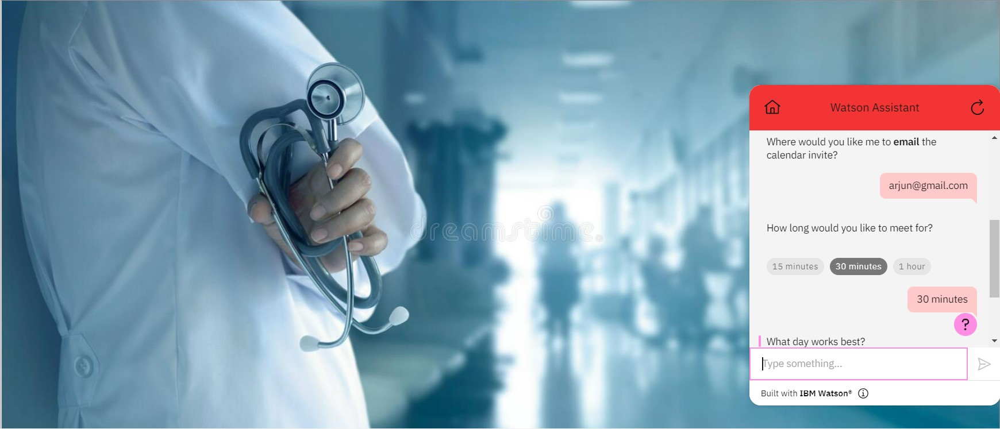 Watson Assistant
Where would you like me to email the
calendar invite?
arjun@gmail.com
How long would you like to meet for?
15 minutes 30 minutes 1 hour
30 minutes
?
What day works best?
Type something...
Built with IBM Watson®
dreamstime.